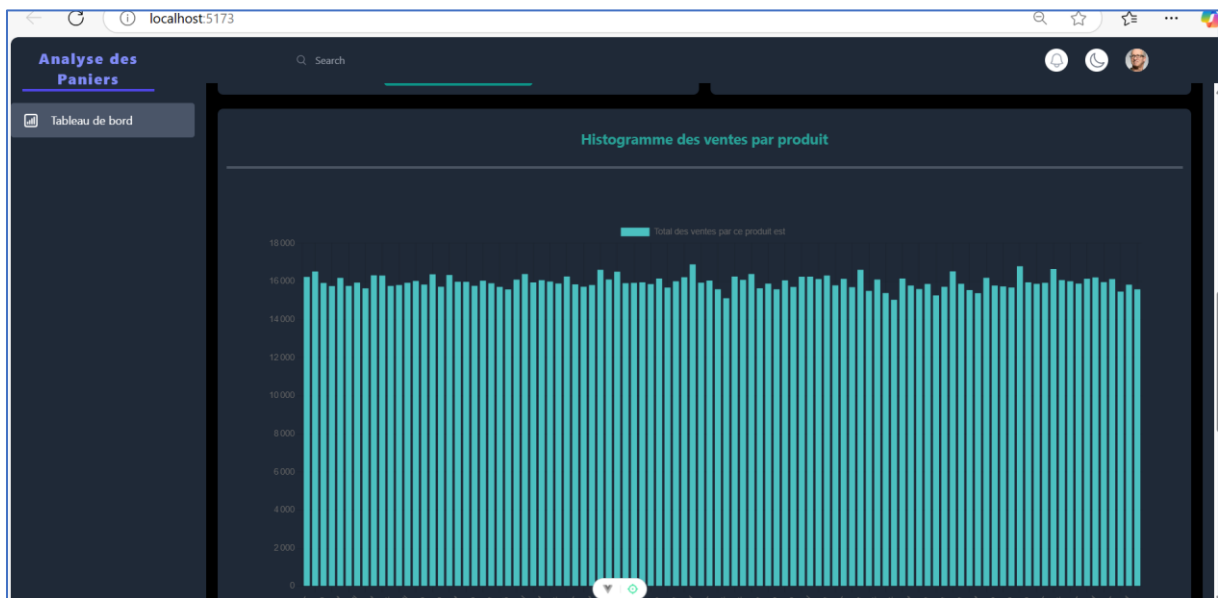 localhost:5173
Analyse des
Paniers
Search
Tableau de bord
Histogramme des ventes par produit
Total des ventes par ce produit est
18 000
16 000
14 000
12 000
10 000
8 000
6 000
4 000
2 000
0